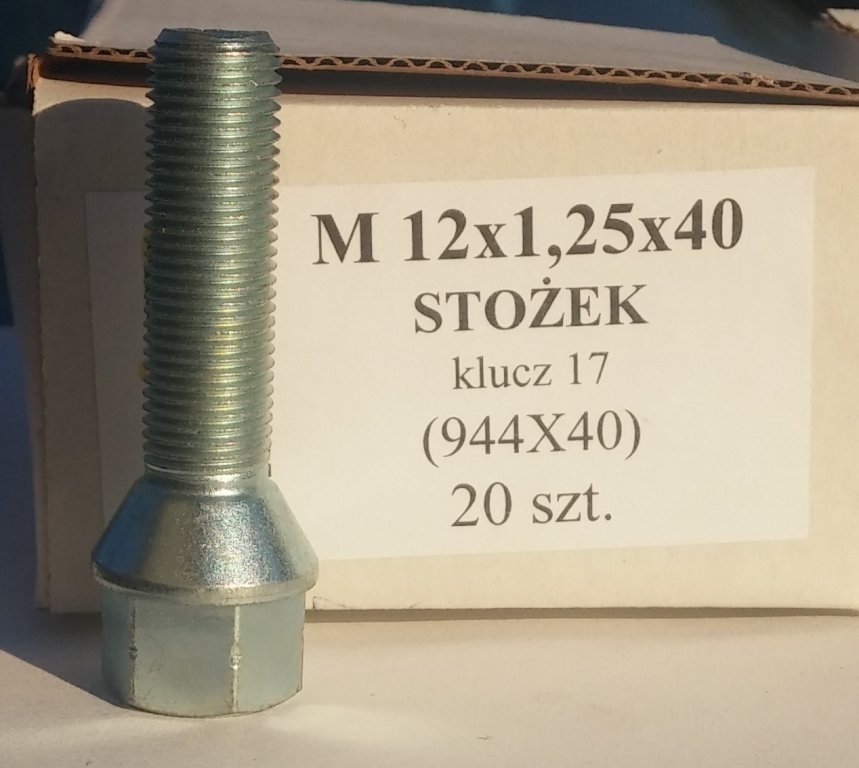 M 12x1,25x40
STOŻEK
klucz 17
(944X40)
20 szt.